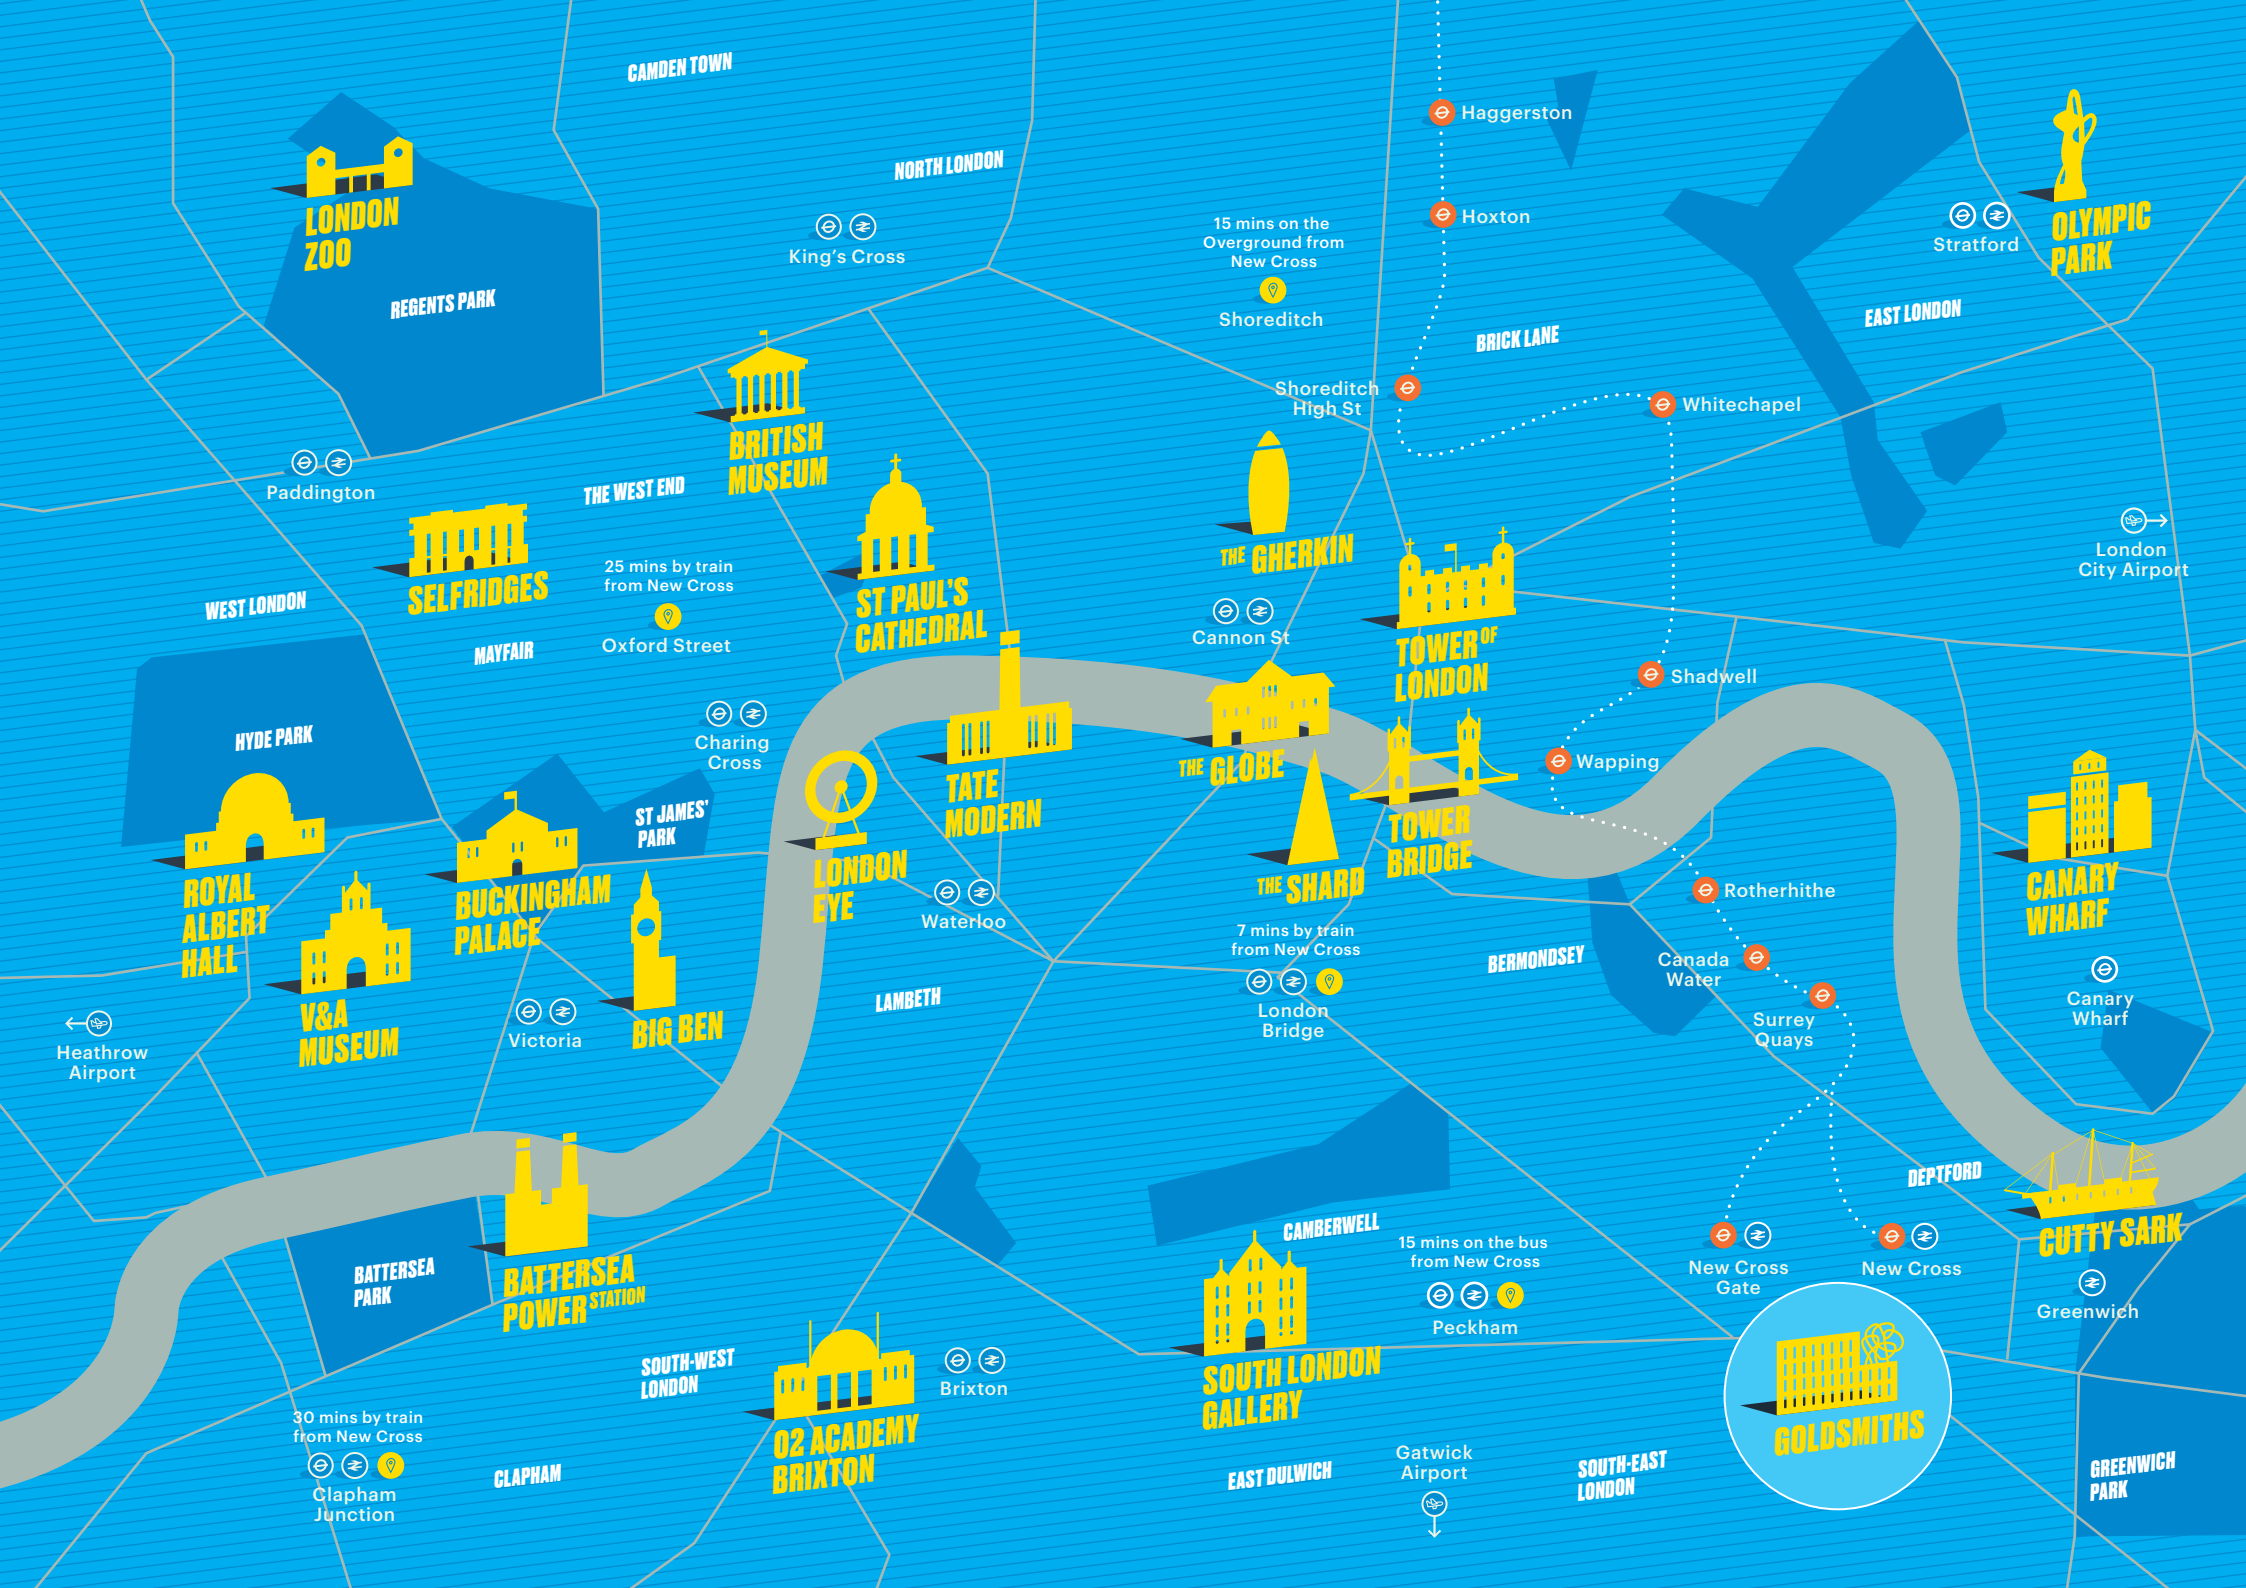 CAMDEN TOWN
Haggerston
NORTH LONDON
LONDON
ZOO
Hoxton
15 mins on the
Overground from
New Cross
Shoreditch
King's Cross
Stratford
OLYMPIC
PARK
REGENTS PARK
EAST LONDON
BRICK LANE
Shoreditch
High St
Whitechapel
BRITISH
MUSEUM
Paddington
THE WEST END
SELFRIDGES
25 mins by train
from New Cross
Oxford Street
ST PAUL'S
CATHEDRAL
THE GHERKIN
London
City Airport
WEST LONDON
MAYFAIR
Cannon St
TOWER OF
LONDON
Shadwell
HYDE PARK
Charing
Cross
TATE
MODERN
THE GLOBE
Wapping
ST JAMES'
PARK
TOWER
BRIDGE
ROYAL
ALBERT
HALL
BUCKINGHAM
PALACE
LONDON
EYE
Waterloo
THE SHARD
7 mins by train
from New Cross
London
Bridge
Rotherhithe
CANARY
WHARF
BERMONDSEY
Canada
Water
Surrey
Quays
Canary
Wharf
V&A
MUSEUM
Victoria
BIG BEN
LAMBETH
Heathrow
Airport
DEPTFORD
CUTTY SARK
CAMBERWELL
15 mins on the bus
from New Cross
Peckham
New Cross
Gate
New Cross
Greenwich
BATTERSEA
PARK
BATTERSEA
POWER STATION
SOUTH-WEST
LONDON
Brixton
SOUTH LONDON
GALLERY
GOLDSMITHS
30 mins by train
from New Cross
Clapham
Junction
CLAPHAM
O2 ACADEMY
BRIXTON
EAST DULWICH
Gatwick
Airport
SOUTH-EAST
LONDON
GREENWICH
PARK